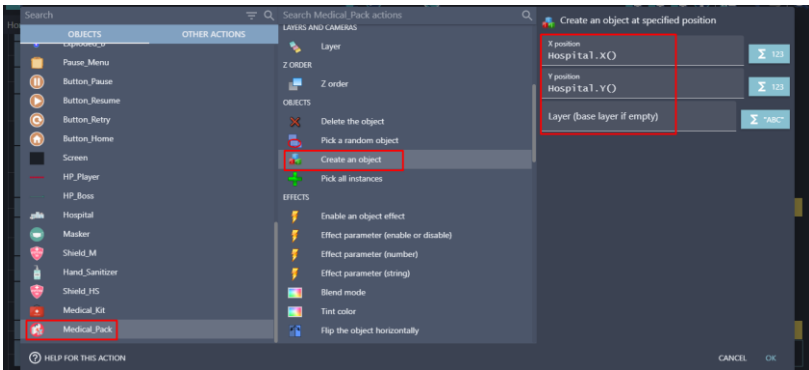 Search
OBJECTS
OTHER ACTIONS
Exploded_B
Pause_Menu
Button_Pause
Button_Resume
Button_Retry
Button_Home
Screen
HP_Player
HP_Boss
Hospital
Masker
Shield_M
Hand_Sanitizer
Shield_HS
Medical_Kit
Medical_Pack
Search Medical_Pack actions
LAYERS AND CAMERAS
Layer
Z ORDER
Z order
OBJECTS
Delete the object
Pick a random object
Create an object
Pick all instances
EFFECTS
Enable an object effect
Effect parameter (enable or disable)
Effect parameter (number)
Effect parameter (string)
Blend mode
Tint color
Flip the object horizontally
Create an object at specified position
X position
Hospital.X()
Σ 123
Y position
Hospital.Y()
Σ 123
Layer (base layer if empty)
Σ "ABC"
HELP FOR THIS ACTION
CANCEL
OK